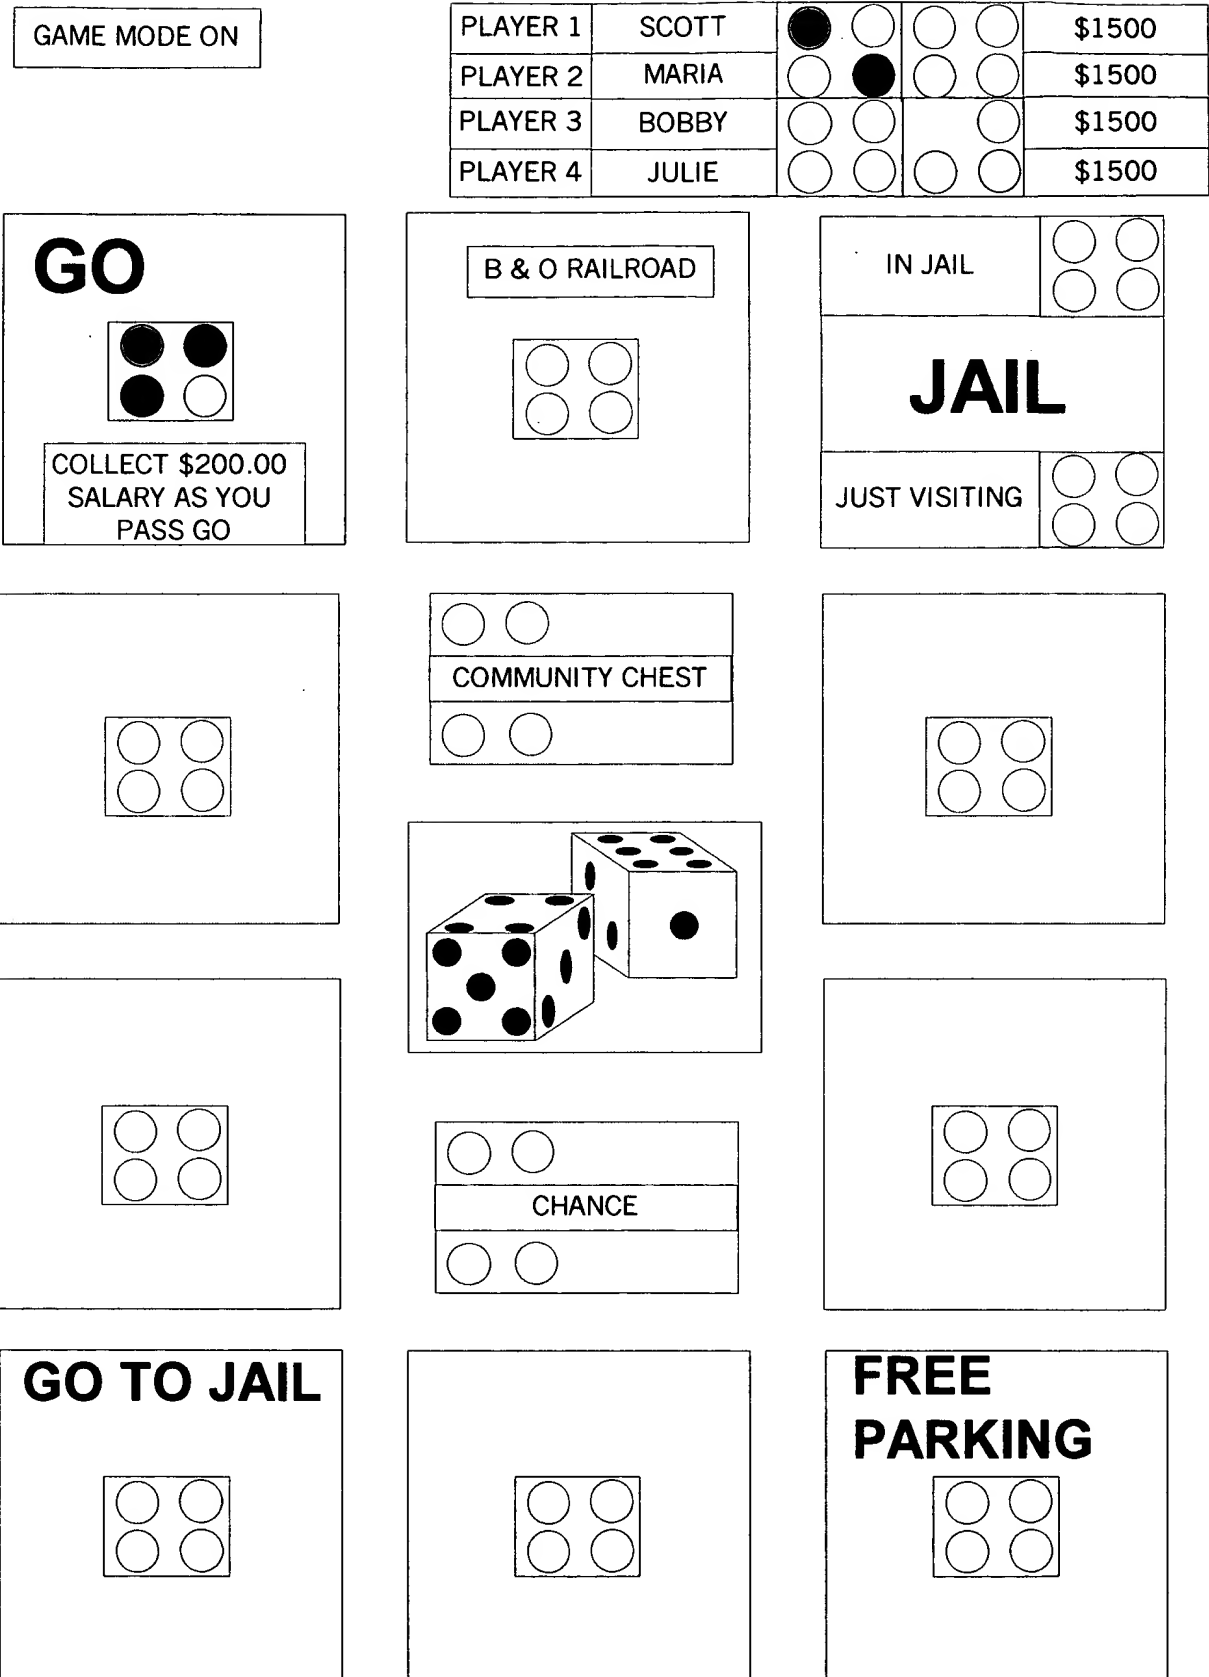 GAME MODE ON
PLAYER 1 SCOTT $1500
PLAYER 2 MARIA $1500
PLAYER 3 BOBBY $1500
PLAYER 4 JULIE $1500
GO
COLLECT $200.00
SALARY AS YOU
PASS GO
B & O RAILROAD
IN JAIL
JAIL
JUST VISITING
COMMUNITY CHEST
CHANCE
GO TO JAIL
FREE
PARKING